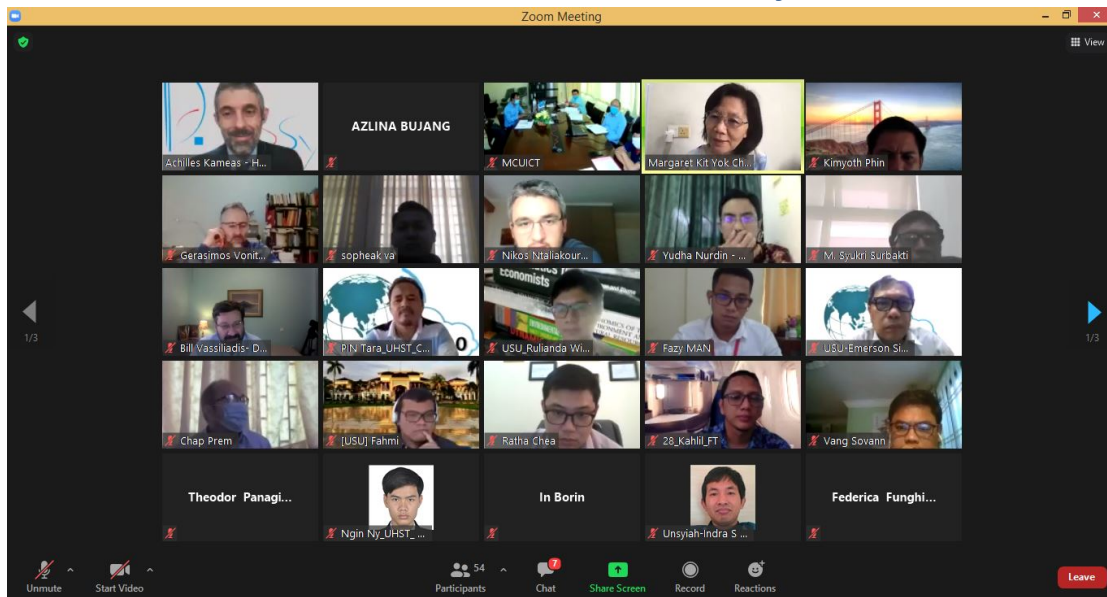 Zoom Meeting
View
Achilles Kameas - H...
AZLINA BUJANG
MCUICT
Margaret Kit Yok Ch...
Kimyoth Phin
Gerasimos Vonit...
sopheak va
Nikos Ntaliakour...
Yudha Nurdin - ...
M. Syukri Surbakti
Economists
Bill Vassiliadis- D...
PIN Tara_UHST_C...
0
USU_Rulianda Wi...
Fazy MAN
USU-Emerson Si...
1/3
1/3
Chap Prem
[USU] Fahmi
Ratha Chea
28_Kahlil_FT
Vang Sovann
Theodor Panagi...
Ngin Ny_UHST_ ...
In Borin
Unsyiah-Indra S ...
Federica Funghi...
Unmute
Start Video
54
Participants
7
Chat
Share Screen
Record
Reactions
Leave